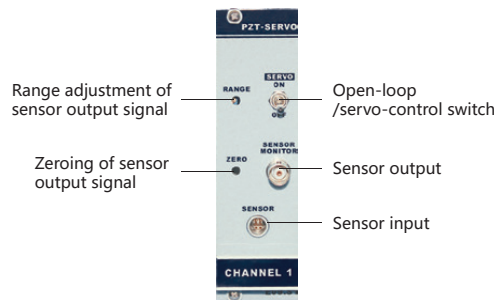 PZT-SERVO
Range adjustment of
sensor output signal
RANGE
SERVO
ON
OFF
Open-loop
/servo-control switch
Zeroing of sensor
output signal
ZERO
SENSOR
MONITOR
Sensor output
SENSOR
Sensor input
CHANNEL 1